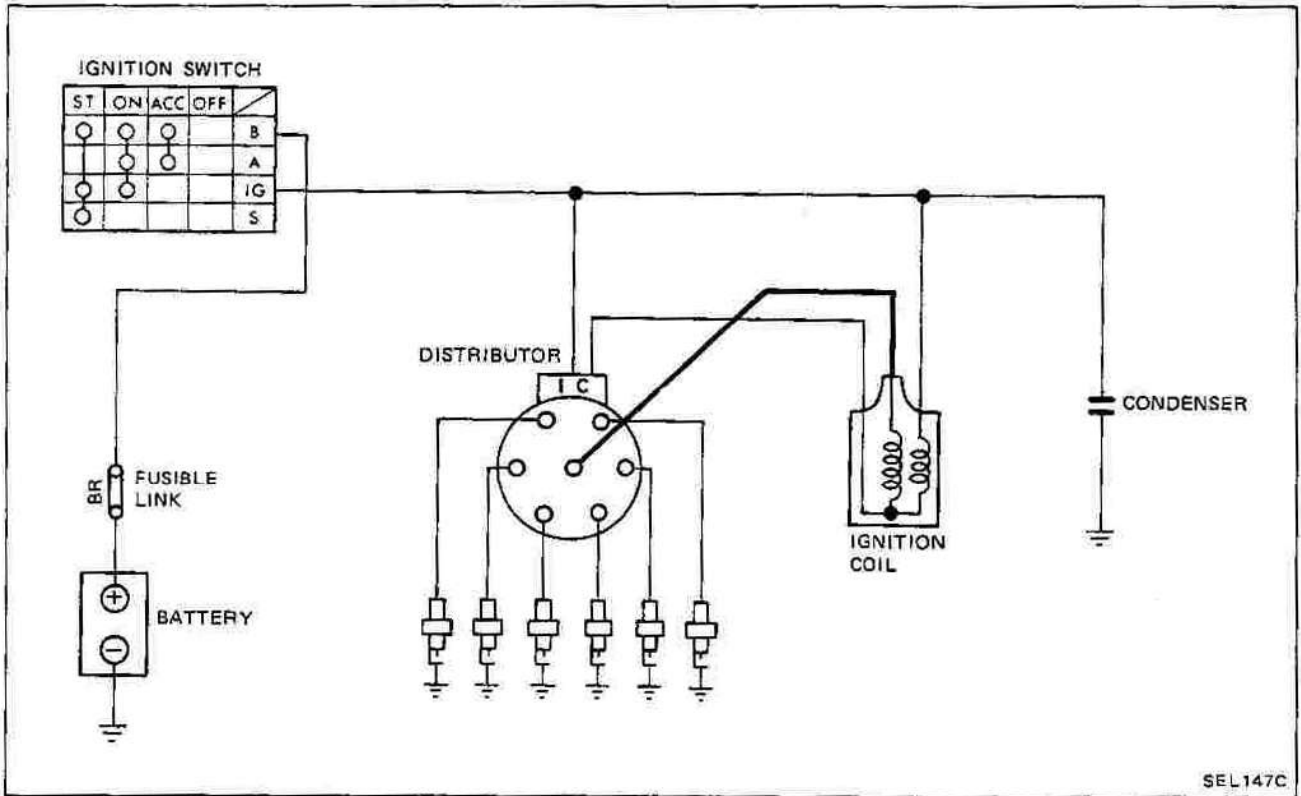 IGNITION SWITCH
ST ON ACC OFF
B
A
IG
S
DISTRIBUTOR
I C
BR
FUSIBLE
LINK
CONDENSER
IGNITION
COIL
+
BATTERY
−
SEL147C